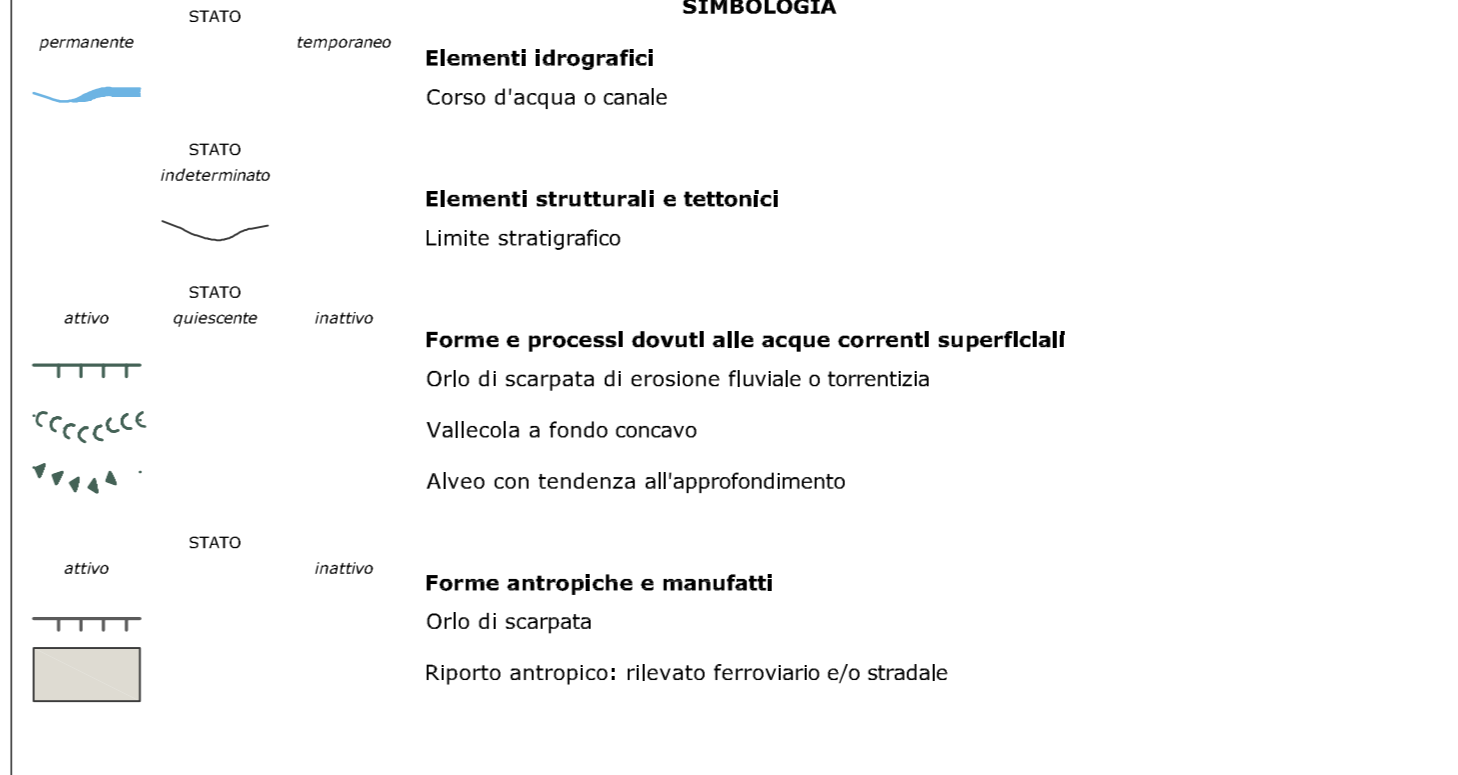 SIMBOLOGIA
STATO
permanente temporaneo
Elementi idrografici
Corso d'acqua o canale
STATO
indeterminato
Elementi strutturali e tettonici
Limite stratigrafico
STATO
attivo quiescente inattivo
Forme e processi dovuti alle acque correnti superficiali
Orlo di scarpata di erosione fluviale o torrentizia
Vallecola a fondo concavo
Alveo con tendenza all'approfondimento
STATO
attivo inattivo
Forme antropiche e manufatti
Orlo di scarpata
Riporto antropico: rilevato ferroviario e/o stradale